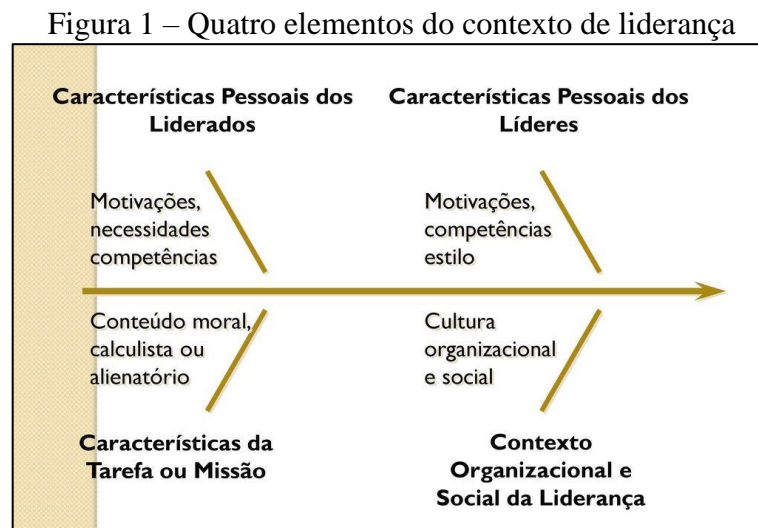 Figura 1 – Quatro elementos do contexto de liderança
Características Pessoais dos
Liderados
Características Pessoais dos
Líderes
Motivações,
necessidades
competências
Motivações,
competências
estilo
Conteúdo moral,
calculista ou
alienatório
Cultura
organizacional
e social
Características da
Tarefa ou Missão
Contexto
Organizacional e
Social da Liderança